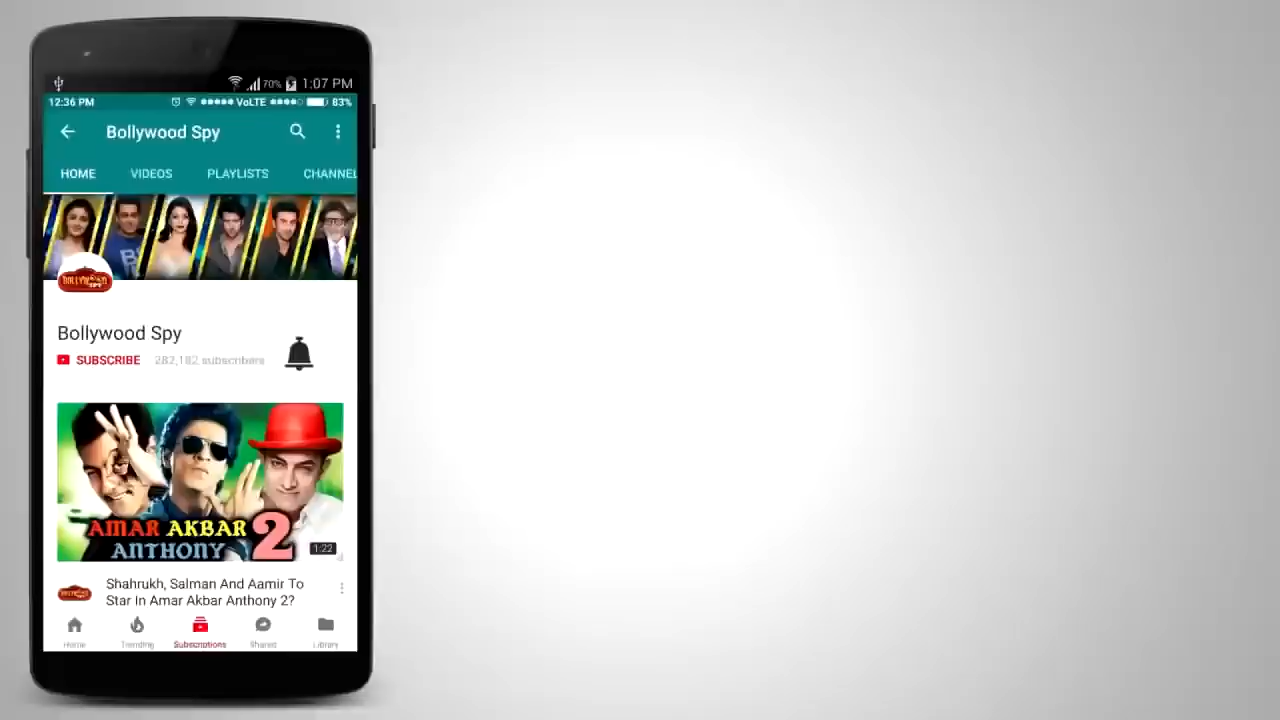 70% 1:07 PM
12:36 PM VoLTE 83%
Bollywood Spy
HOME VIDEOS PLAYLISTS CHANNEL
Bollywood Spy
SUBSCRIBE 282,182 subscribers
AMAR AKBAR
ANTHONY 2
1:22
Shahrukh, Salman And Aamir To
Star In Amar Akbar Anthony 2?
Home Trending Subscriptions Shared Library